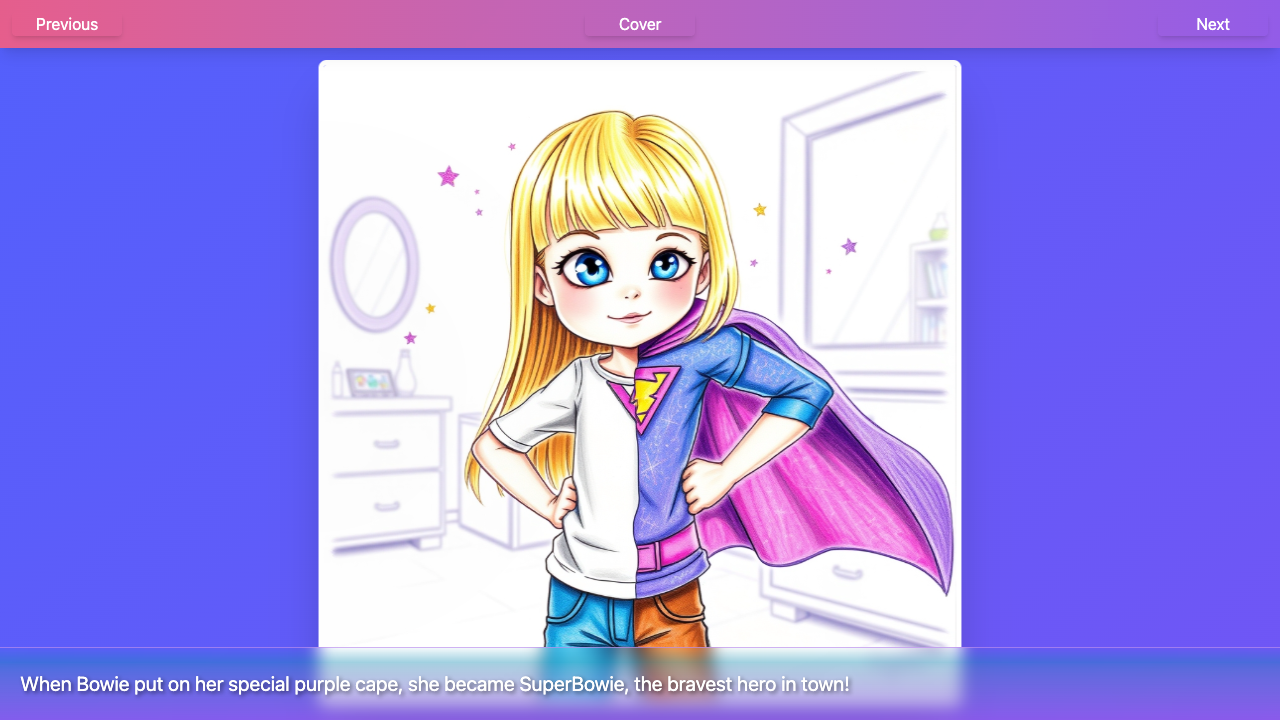 Previous
Cover
Next
When Bowie put on her special purple cape, she became SuperBowie, the bravest hero in town!